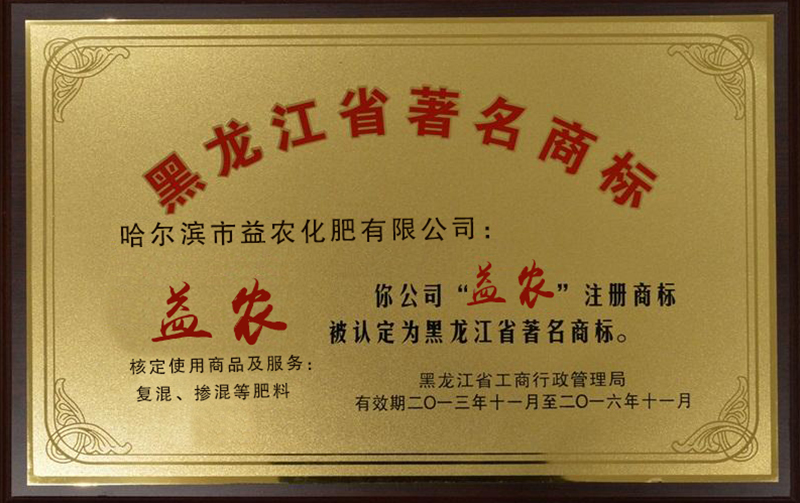 黑龙江省著名商标
哈尔滨市益农化肥有限公司：
益农
核定使用商品及服务：
复混、掺混等肥料
你公司“益农”注册商标
被认定为黑龙江省著名商标。
黑龙江省工商行政管理局
有效期二〇一三年十一月至二〇一六年十一月